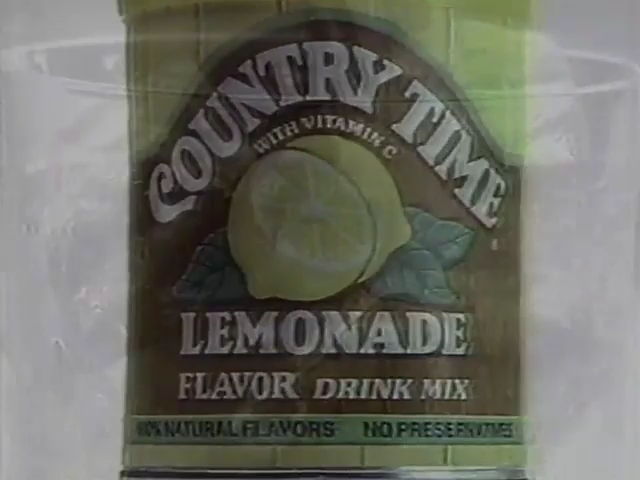 COUNTRY TIME
WITH VITAMIN C
LEMONADE
FLAVOR DRINK MIX
NATURAL FLAVORS NO PRESERVATIVES